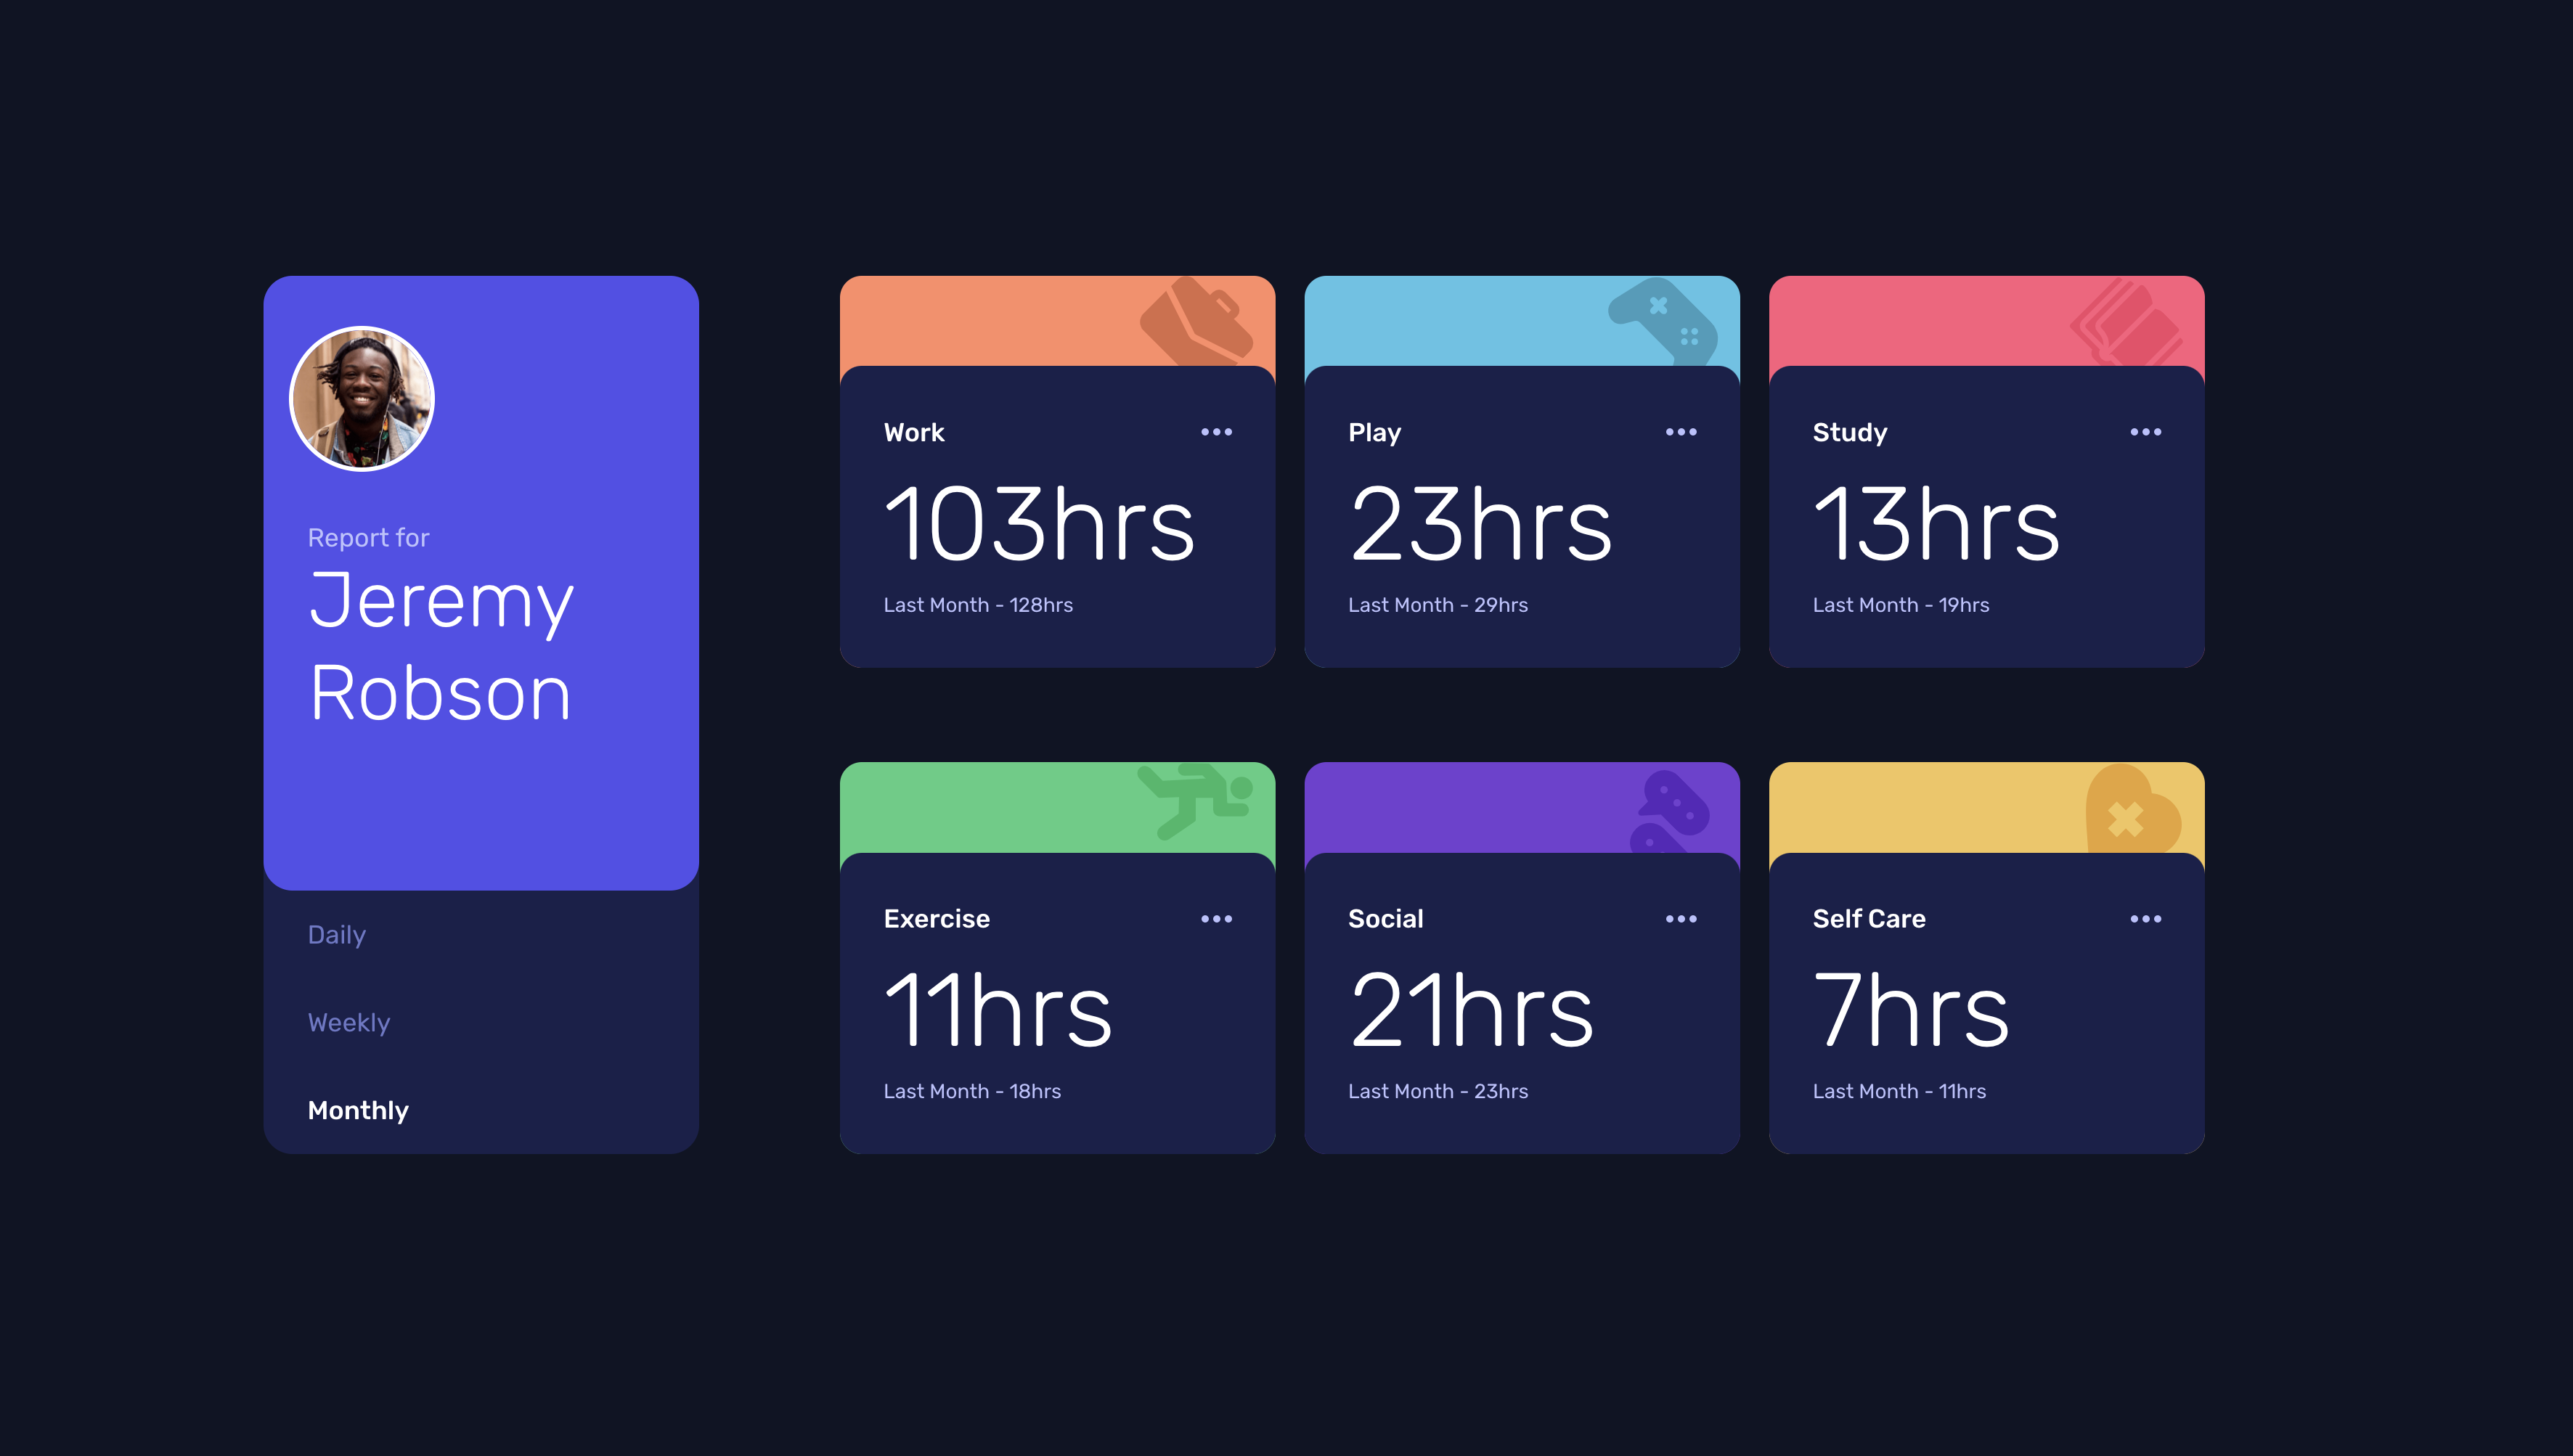 Report for
Jeremy
Robson
Daily
Weekly
Monthly
Work
103hrs
Last Month - 128hrs
Play
23hrs
Last Month - 29hrs
Study
13hrs
Last Month - 19hrs
Exercise
11hrs
Last Month - 18hrs
Social
21hrs
Last Month - 23hrs
Self Care
7hrs
Last Month - 11hrs